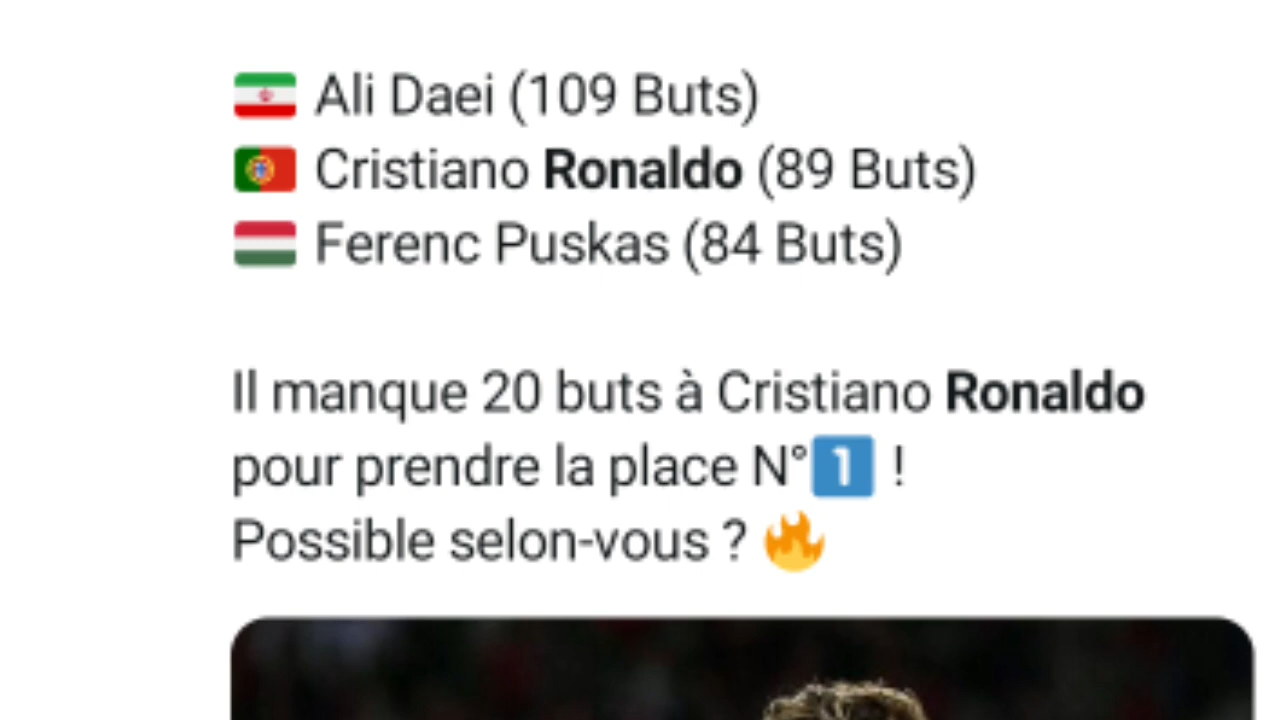 🇮🇷 Ali Daei (109 Buts)
🇵🇹 Cristiano Ronaldo (89 Buts)
🇭🇺 Ferenc Puskas (84 Buts)
Il manque 20 buts à Cristiano Ronaldo
pour prendre la place N°1️⃣ !
Possible selon-vous ? 🔥